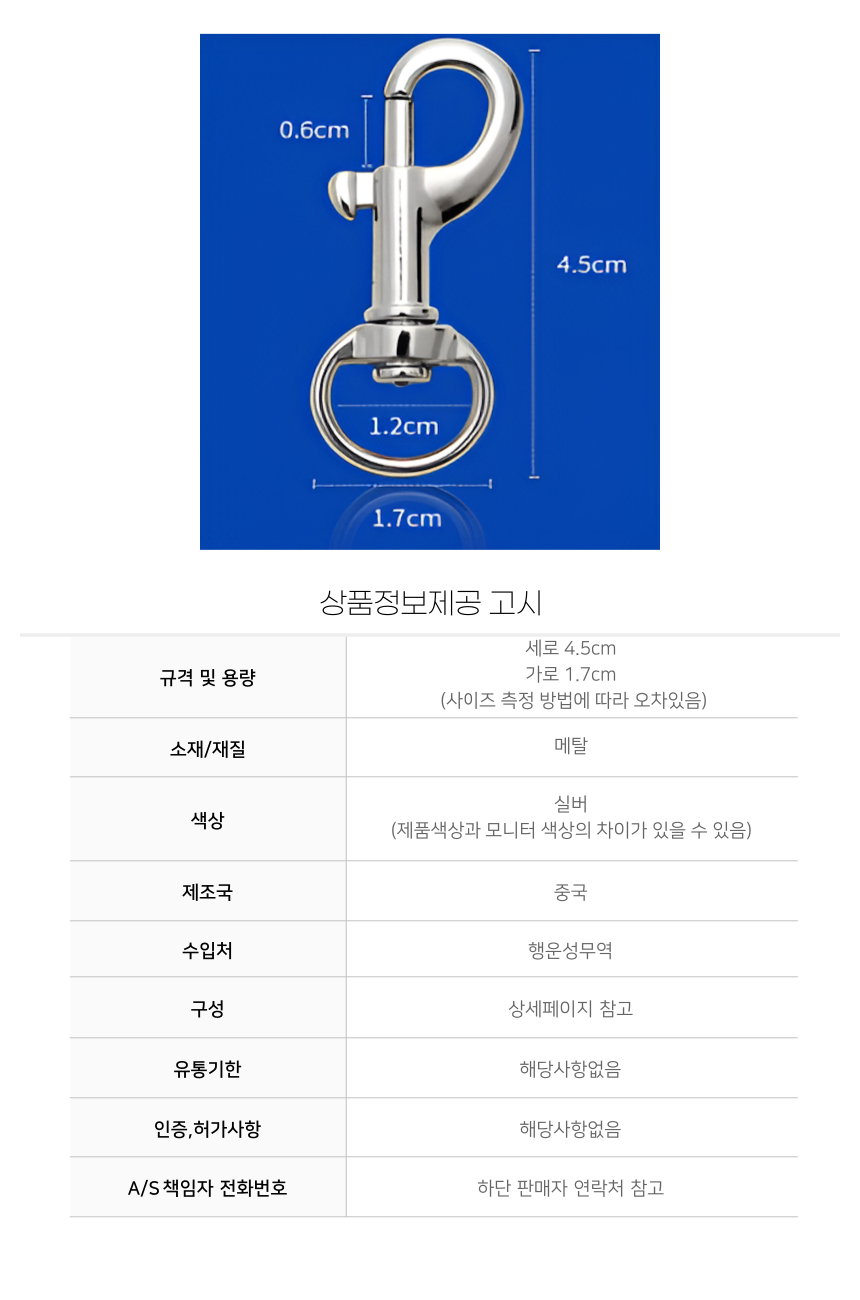 0.6cm
4.5cm
1.2cm
1.7cm
상품정보제공 고시
규격 및 용량
세로 4.5cm
가로 1.7cm
(사이즈 측정 방법에 따라 오차있음)
소재/재질
메탈
색상
실버
(제품색상과 모니터 색상의 차이가 있을 수 있음)
제조국
중국
수입처
행운성무역
구성
상세페이지 참고
유통기한
해당사항없음
인증,허가사항
해당사항없음
A/S 책임자 전화번호
하단 판매자 연락처 참고